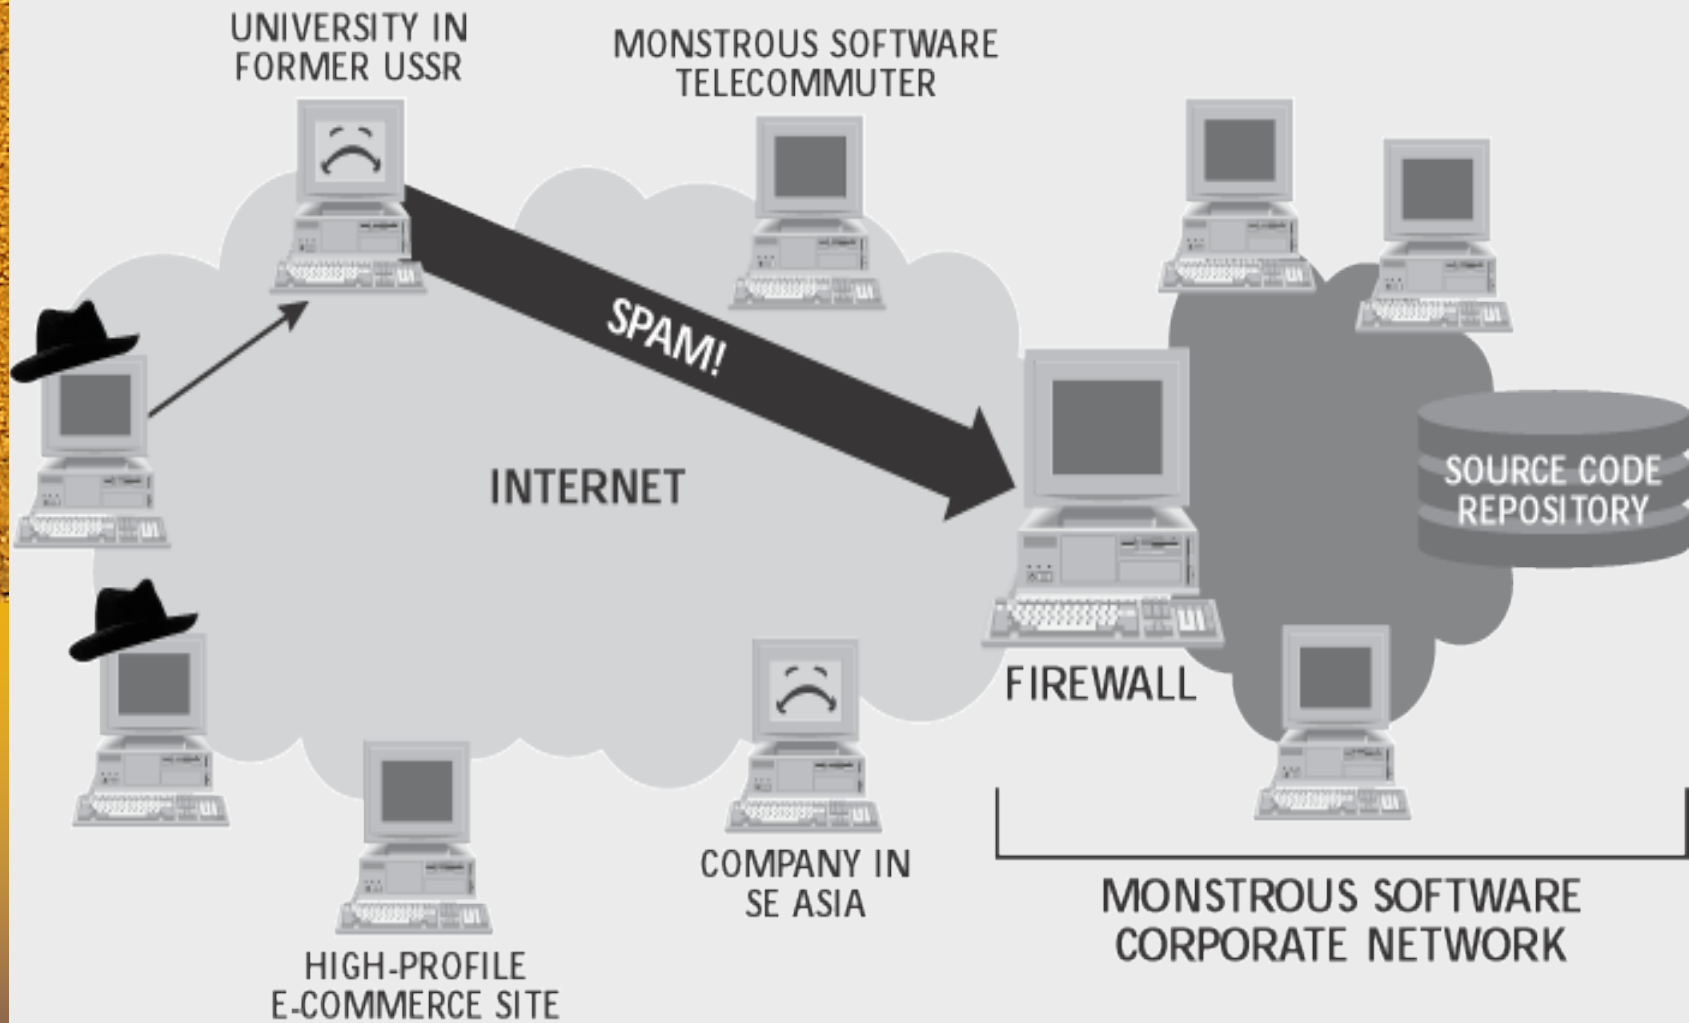 UNIVERSITY IN
FORMER USSR
MONSTROUS SOFTWARE
TELECOMMUTER
SPAM!
INTERNET
SOURCE CODE
REPOSITORY
FIREWALL
COMPANY IN
SE ASIA
MONSTROUS SOFTWARE
CORPORATE NETWORK
HIGH-PROFILE
E-COMMERCE SITE